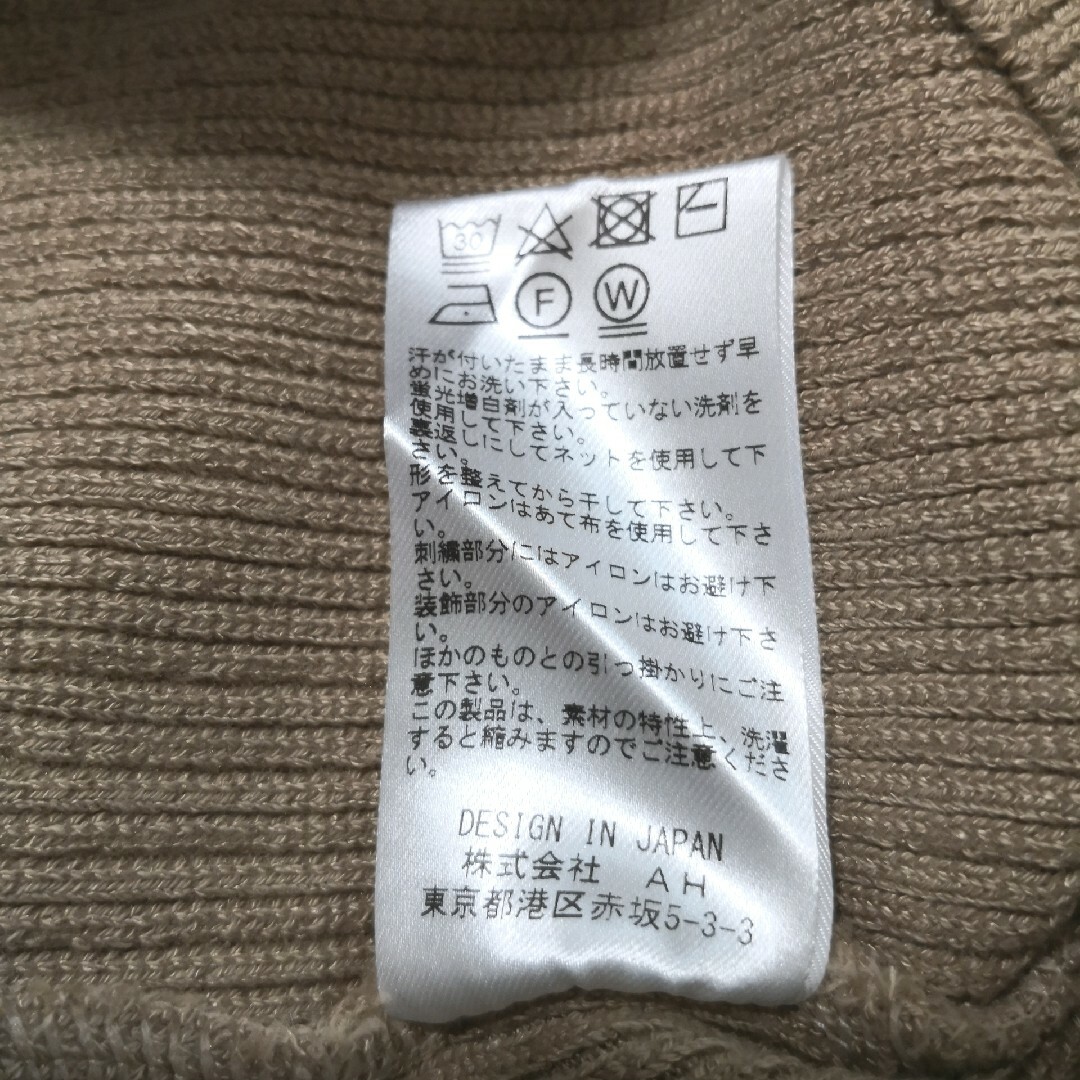 30
F W
汗が付いたまま長時間放置せず早
めにお洗い下さい。
蛍光増白剤が入っていない洗剤を
使用して下さい。
裏返しにしてネットを使用して下
さい。
形を整えてから干して下さい。
アイロンはあて布を使用して下さ
い。
刺繍部分にはアイロンはお避け下
さい。
装飾部分のアイロンはお避け下さ
い。
ほかのものとの引っ掛かりにご注
意下さい。
この製品は、素材の特性上、洗濯
すると縮みますのでご注意くださ
い。
DESIGN IN JAPAN
株式会社 AH
東京都港区赤坂5-3-3